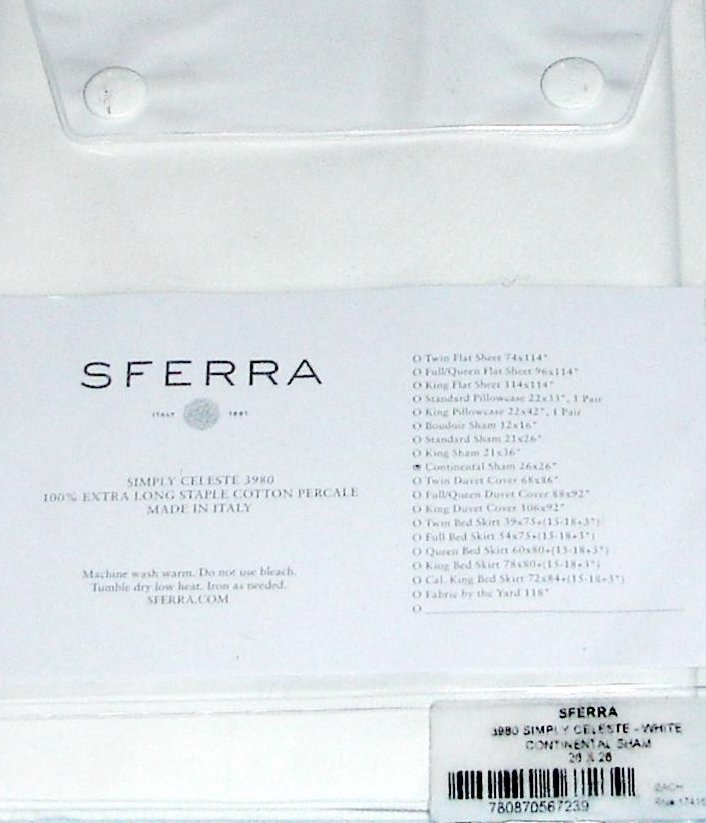 SFERRA
ITALY 1891
SIMPLY CELESTE 3980
100% EXTRA LONG STAPLE COTTON PERCALE
MADE IN ITALY
Machine wash warm. Do not use bleach.
Tumble dry low heat. Iron as needed.
SFERRA.COM
Twin Flat Sheet 74x114"
Full/Queen Flat Sheet 96x114"
King Flat Sheet 114x114"
Standard Pillowcase 22x33", 1 Pair
King Pillowcase 22x42", 1 Pair
Boudoir Sham 12x16"
Standard Sham 21x26"
King Sham 21x36"
Continental Sham 26x26"
Twin Duvet Cover 68x86"
Full/Queen Duvet Cover 88x92"
King Duvet Cover 106x92"
Twin Bed Skirt 39x75+(15-18+3")
Full Bed Skirt 54x75+(15-18+3")
Queen Bed Skirt 60x80+(15-18+3")
King Bed Skirt 78x80+(15-18+3")
Cal. King Bed Skirt 72x84+(15-18+3")
Fabric by the Yard 118"
SFERRA
3980 SIMPLY CELESTE - WHITE
CONTINENTAL SHAM
26 X 26
780870567239
EACH